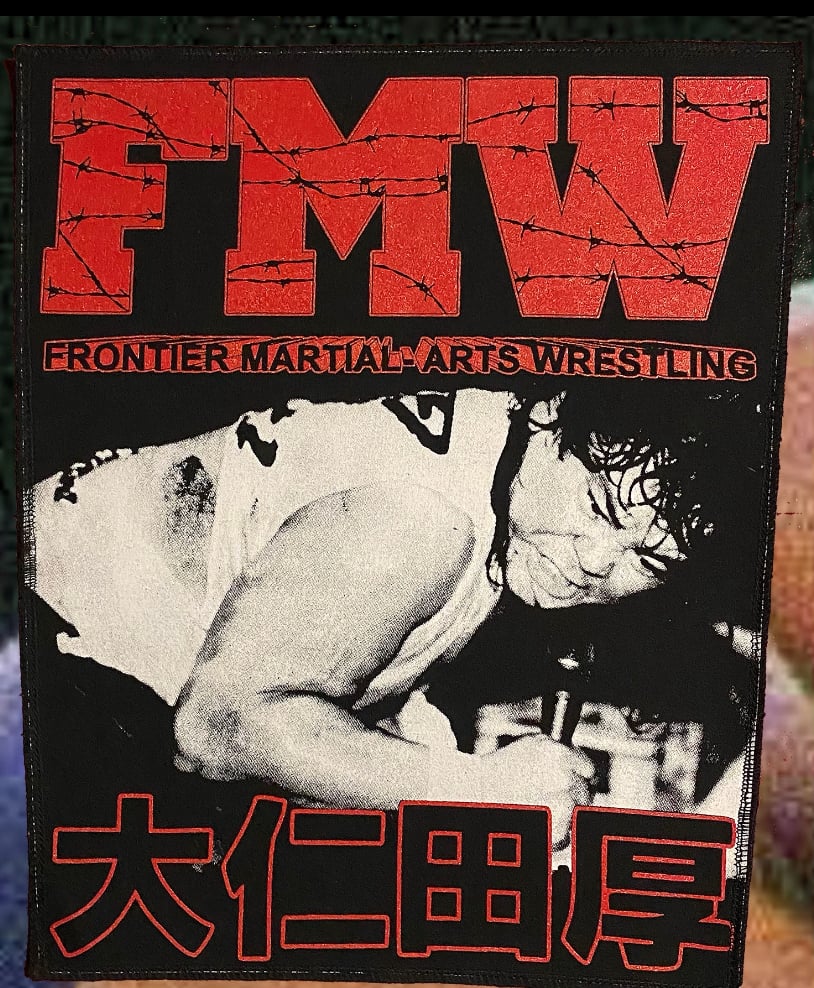 FMW
FRONTIER MARTIAL-ARTS WRESTLING
大仁田厚